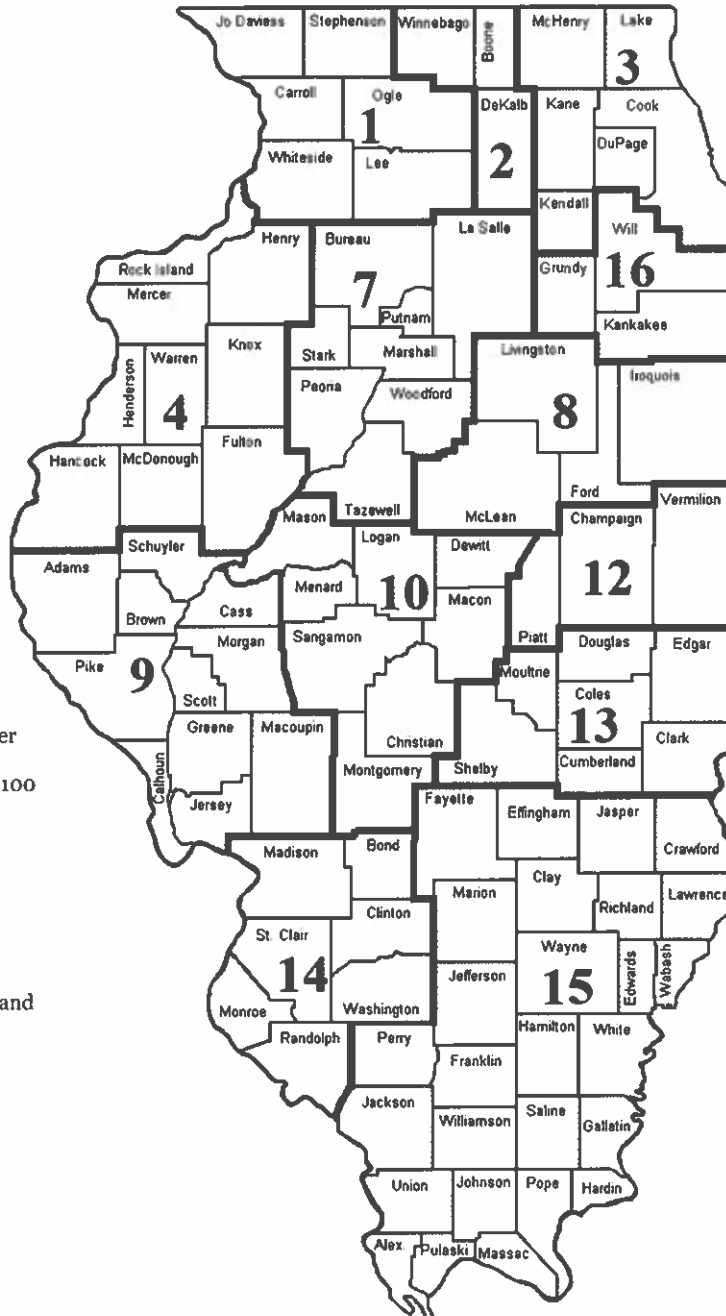 Jo Daviess Stephenson Winnebago Boone McHenry Lake
3
Carroll Ogle DeKalb Kane Cook
1
DuPage
Whiteside Lee 2
Kendall
Henry Bureau La Salle Will
Rock Island Grundy 16
Mercer 7
Putnam Kankakee
Warren Knox Stark Marshall Livingston
Henderson Peoria Woodford Iroquois
4 8
Hancock McDonough Fulton
Mason Tazewell McLean Ford Vermilion
Schuyler Logan Dewitt Champaign
Adams Menard 12
Cass 10 Macon
Brown Sangamon Piatt
Morgan Douglas Edgar
Pike 9 Moultrie
Scott Coles
Greene Macoupin 13
er Christian Clark
Calhoun Montgomery Shelby Cumberland
100
Jersey Fayette Effingham Jasper
Madison Bond Crawford
Marion Clay
Clinton Richland Lawrence
St. Clair Wayne
14 Jefferson 15 Edwards Wabash
and
Monroe Washington
Randolph Perry Hamilton White
Franklin
Jackson Williamson Saline Gallatin
Union Johnson Pope Hardin
Alex. Pulaski Massac